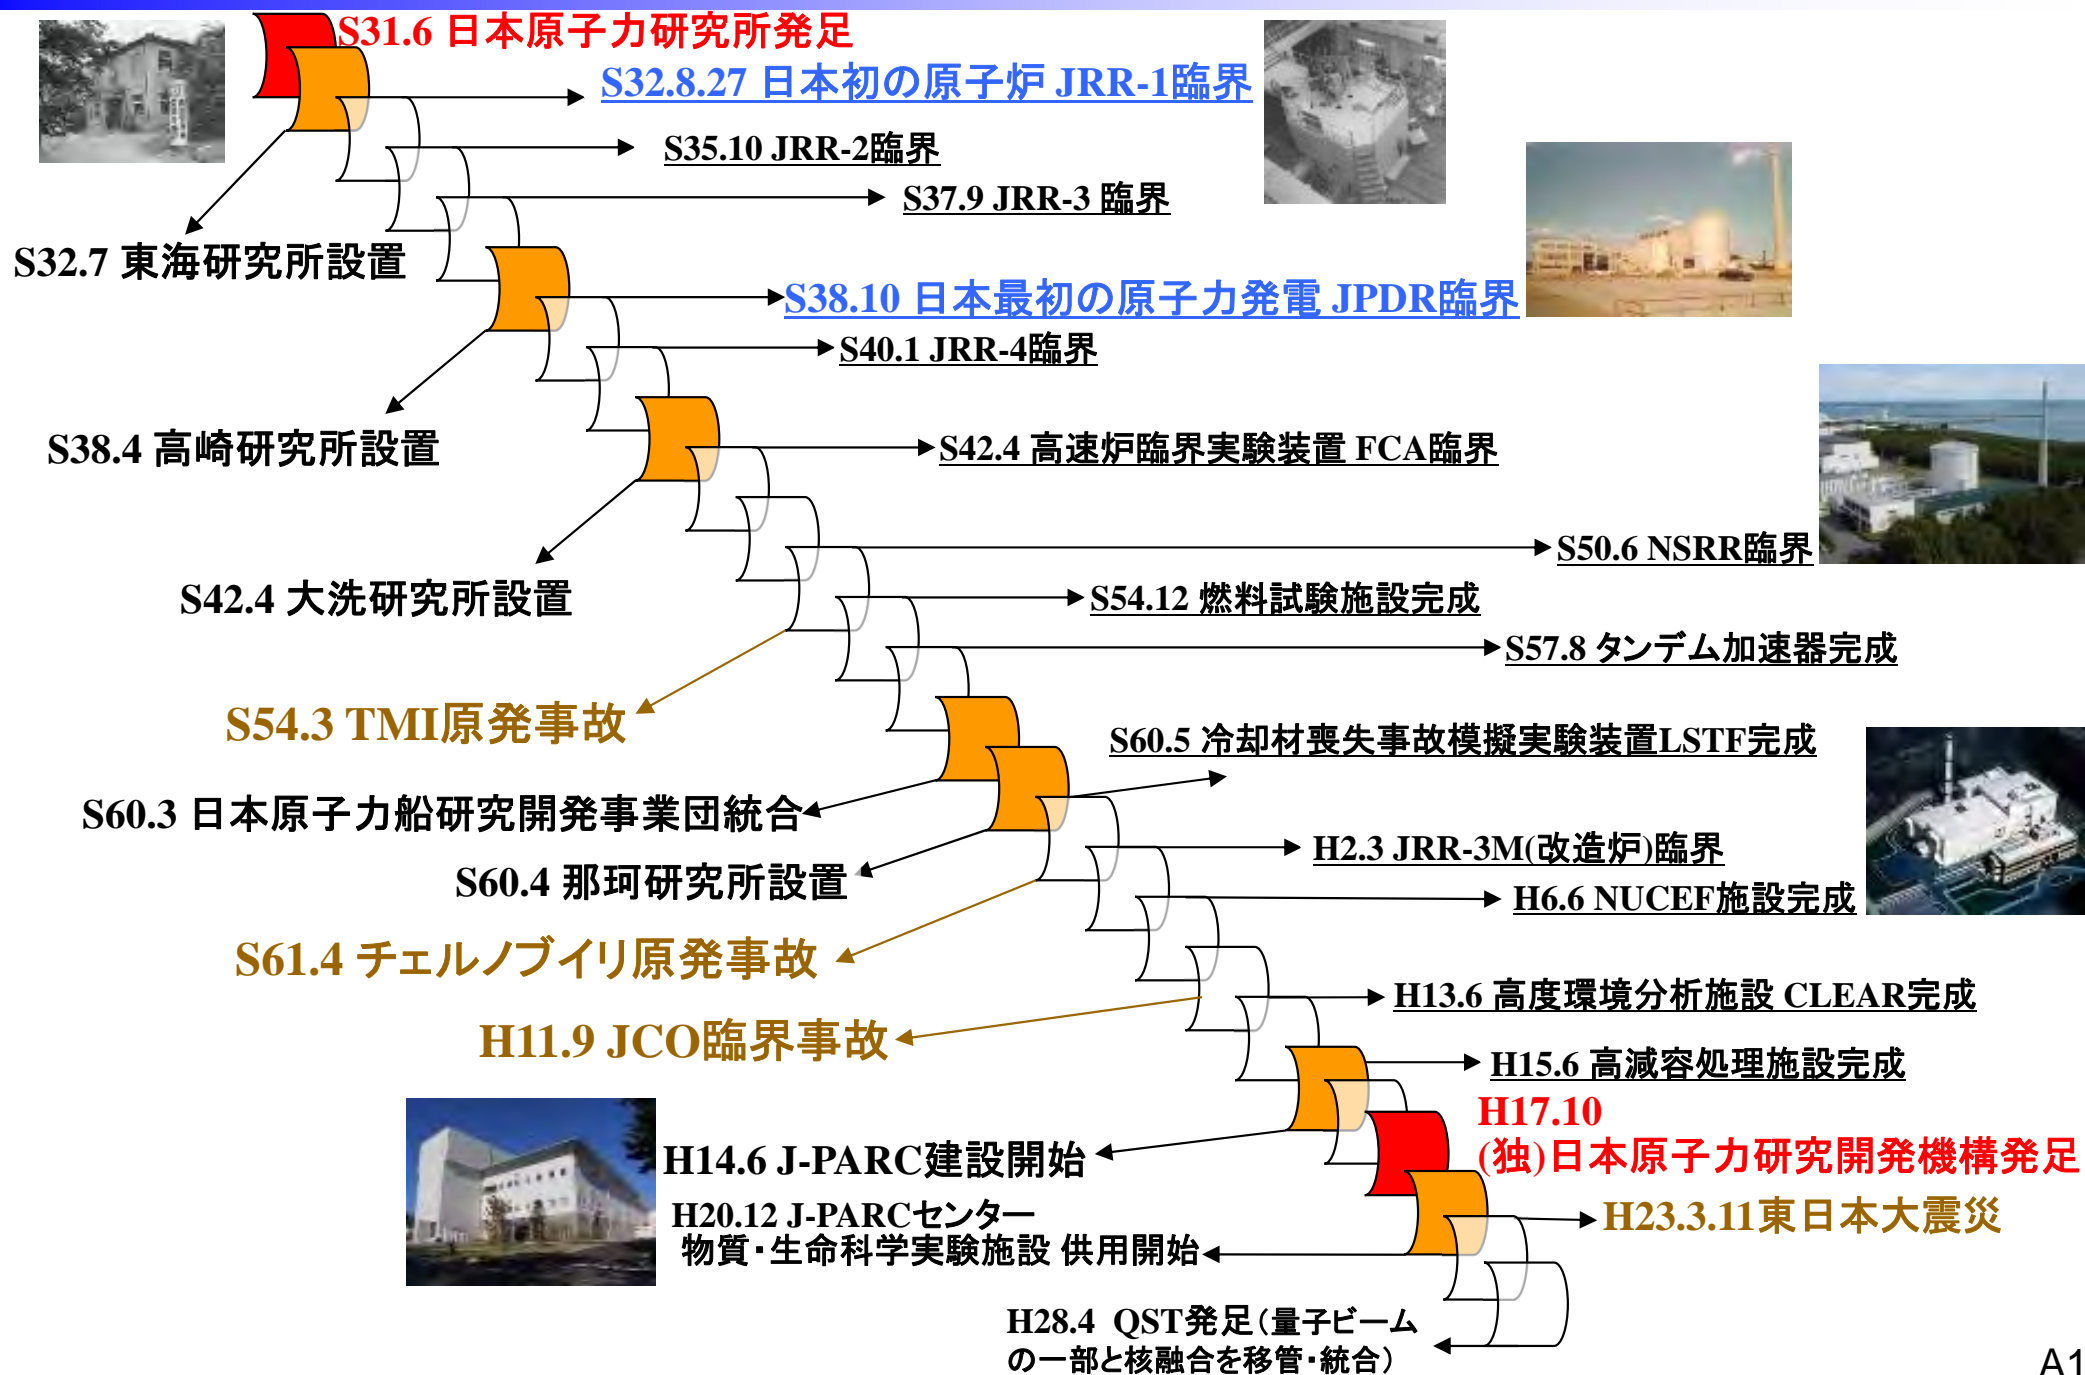 S31.6 日本原子力研究所発足
S32.8.27 日本初の原子炉 JRR-1臨界
S35.10 JRR-2臨界
S37.9 JRR-3 臨界
S32.7 東海研究所設置
S38.10 日本最初の原子力発電 JPDR臨界
S40.1 JRR-4臨界
S38.4 高崎研究所設置
S42.4 高速炉臨界実験装置 FCA臨界
S50.6 NSRR臨界
S42.4 大洗研究所設置
S54.12 燃料試験施設完成
S57.8 タンデム加速器完成
S54.3 TMI原発事故
S60.5 冷却材喪失事故模擬実験装置LSTF完成
S60.3 日本原子力船研究開発事業団統合
H2.3 JRR-3M(改造炉)臨界
S60.4 那珂研究所設置
H6.6 NUCEF施設完成
S61.4 チェルノブイリ原発事故
H13.6 高度環境分析施設 CLEAR完成
H11.9 JCO臨界事故
H15.6 高減容処理施設完成
H17.10
(独)日本原子力研究開発機構発足
H14.6 J-PARC建設開始
H20.12 J-PARCセンター
物質・生命科学実験施設 供用開始
H23.3.11東日本大震災
H28.4 QST発足（量子ビーム
の一部と核融合を移管・統合）
A1